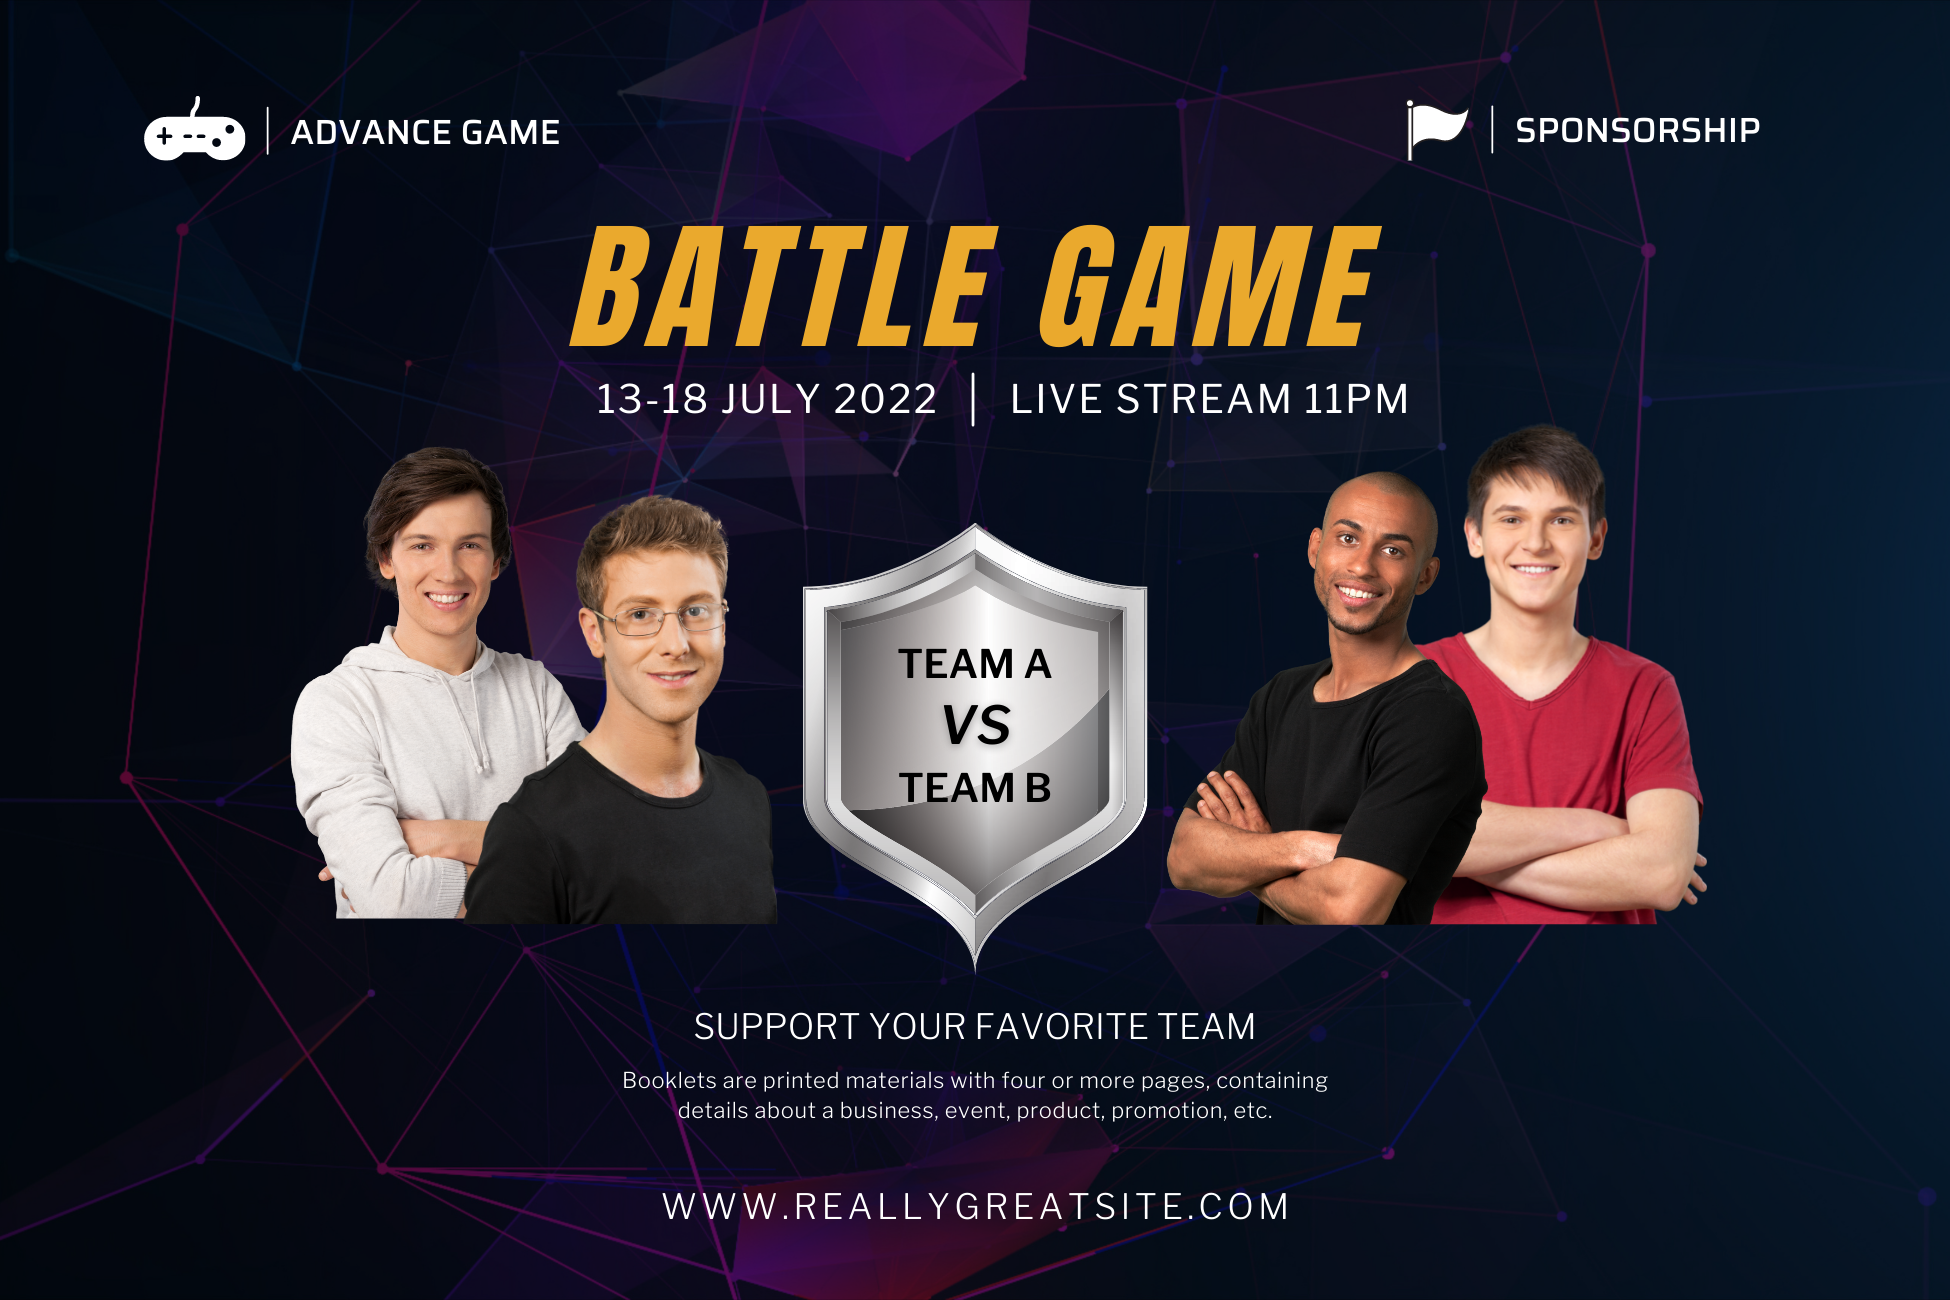 ADVANCE GAME
SPONSORSHIP
BATTLE GAME
13-18 JULY 2022 | LIVE STREAM 11PM
TEAM A
VS
TEAM B
SUPPORT YOUR FAVORITE TEAM
Booklets are printed materials with four or more pages, containing
details about a business, event, product, promotion, etc.
WWW.REALLYGREATSITE.COM